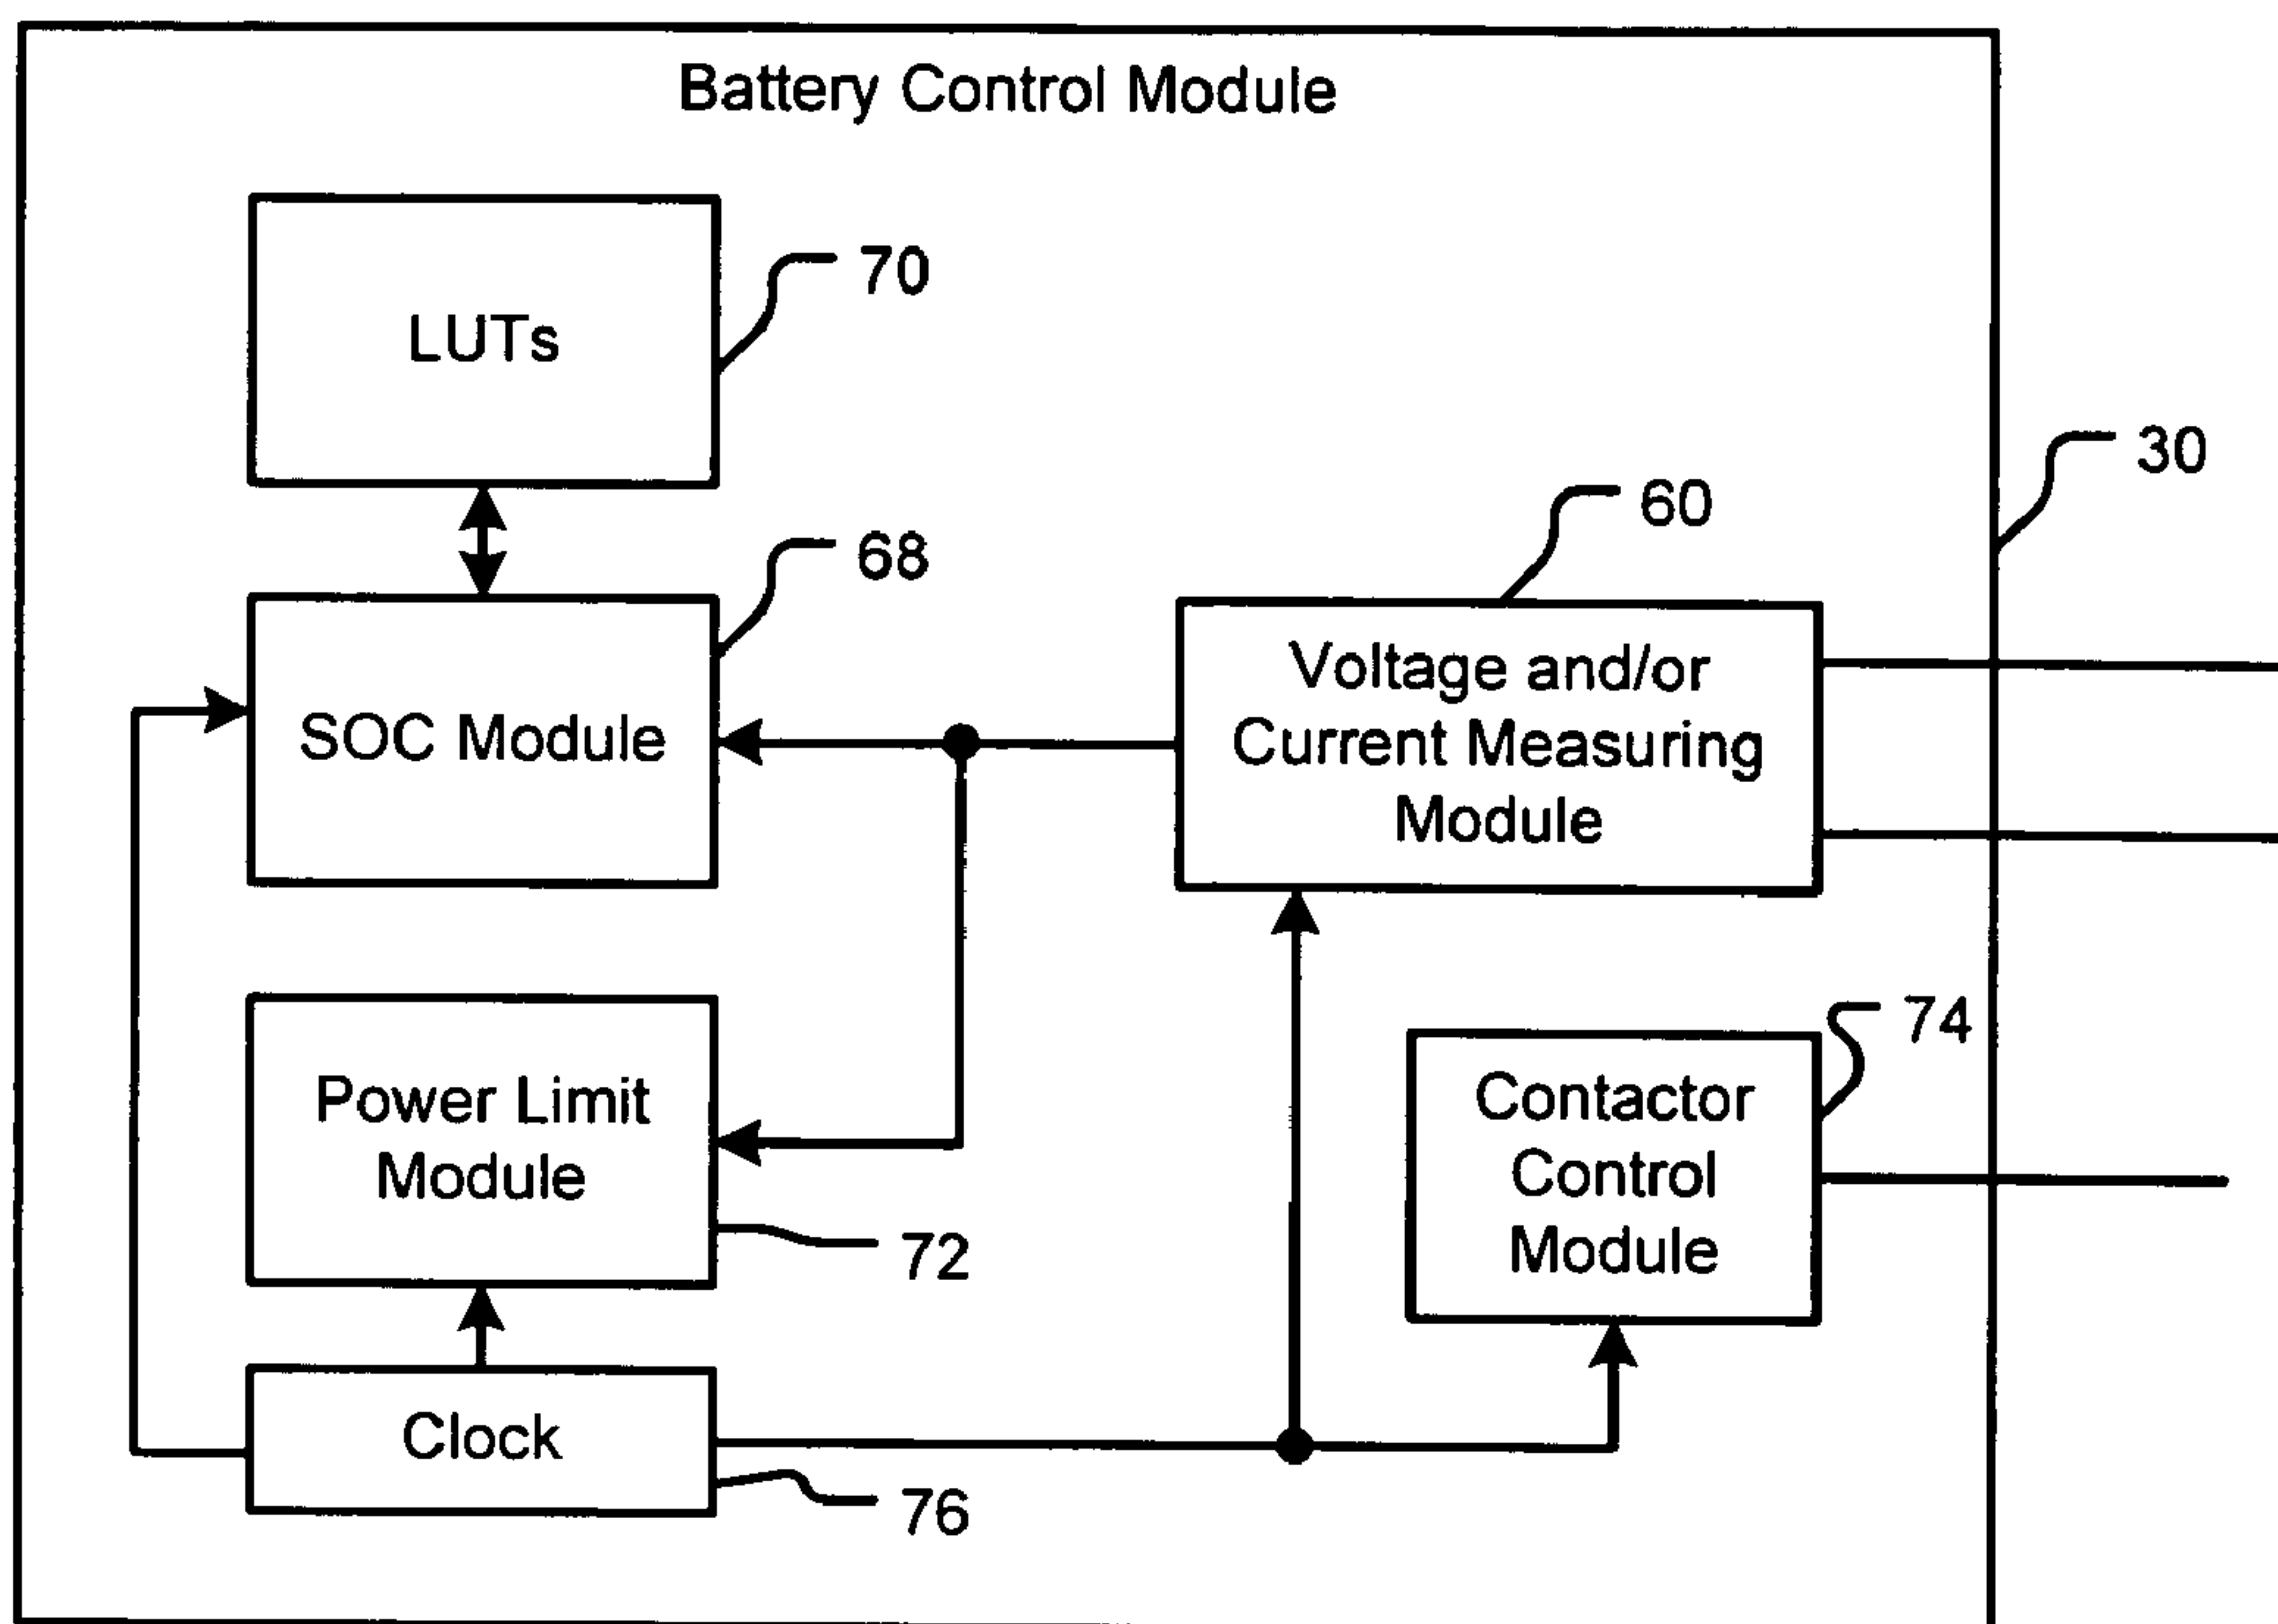 Battery Control Module
LUTs
70
30
60
68
SOC Module
Voltage and/or
Current Measuring
Module
74
Power Limit
Module
72
Contactor
Control
Module
Clock
76